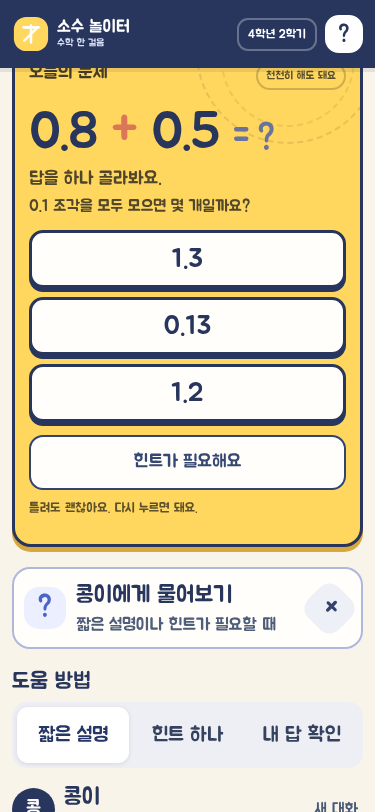 소수 놀이터
수학 한 걸음
4학년 2학기
?
오늘의 문제
천천히 해도 돼요
0.8 + 0.5 = ?
답을 하나 골라봐요.
0.1 조각을 모두 모으면 몇 개일까요?
1.3
0.13
1.2
힌트가 필요해요
틀려도 괜찮아요. 다시 누르면 돼요.
?
콩이에게 물어보기
짧은 설명이나 힌트가 필요할 때
×
도움 방법
짧은 설명
힌트 하나
내 답 확인
콩
콩이
새 대화